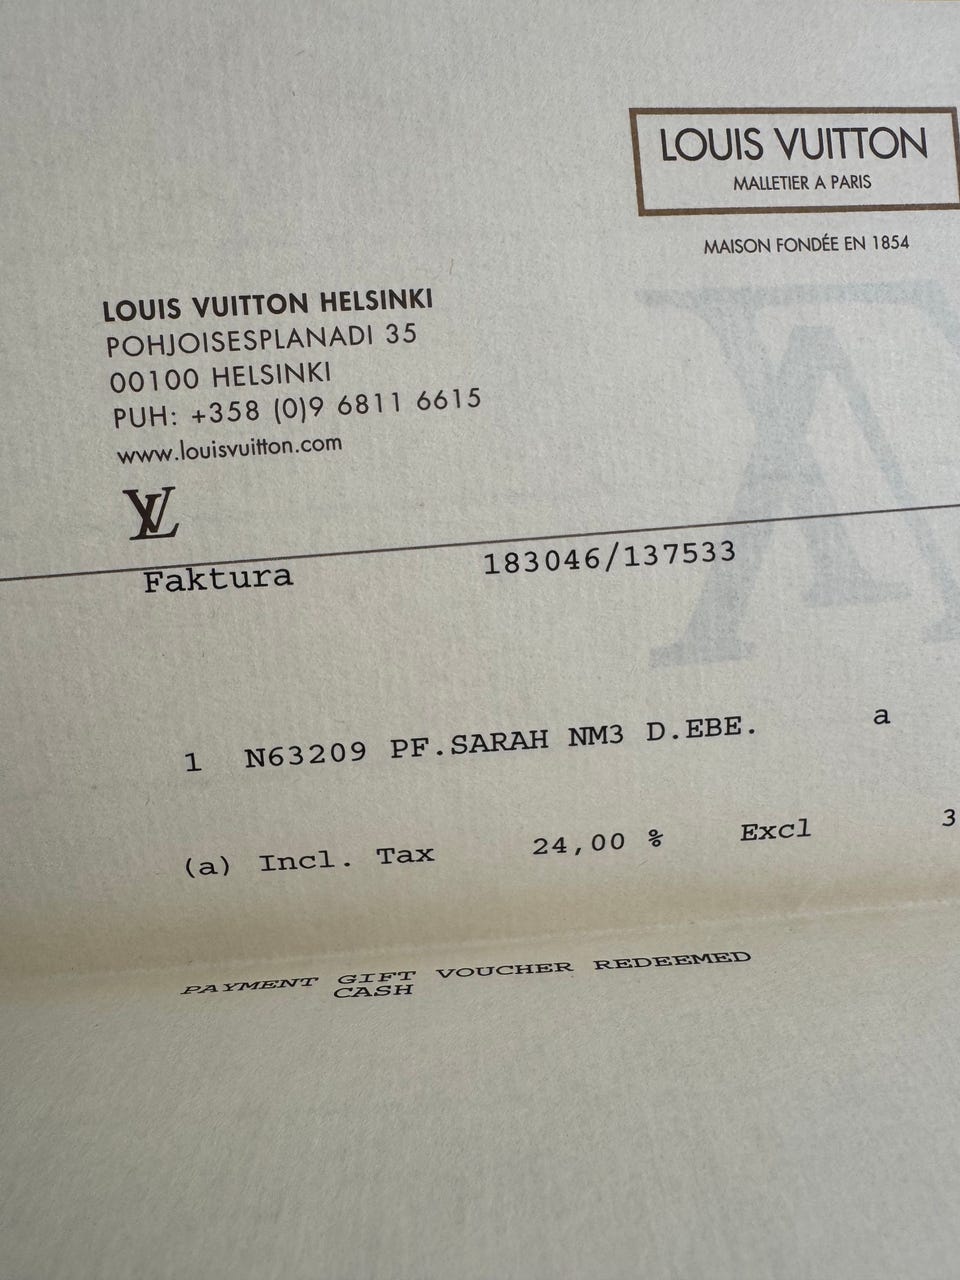 LOUIS VUITTON
MALLETIER A PARIS
MAISON FONDÉE EN 1854
LOUIS VUITTON HELSINKI
POHJOISESPLANADI 35
00100 HELSINKI
PUH: +358 (0)9 6811 6615
www.louisvuitton.com
LV
Faktura 183046/137533
1 N63209 PF.SARAH NM3 D.EBE. a
(a) Incl. Tax 24,00 % Excl 3
PAYMENT GIFT VOUCHER REDEEMED
CASH